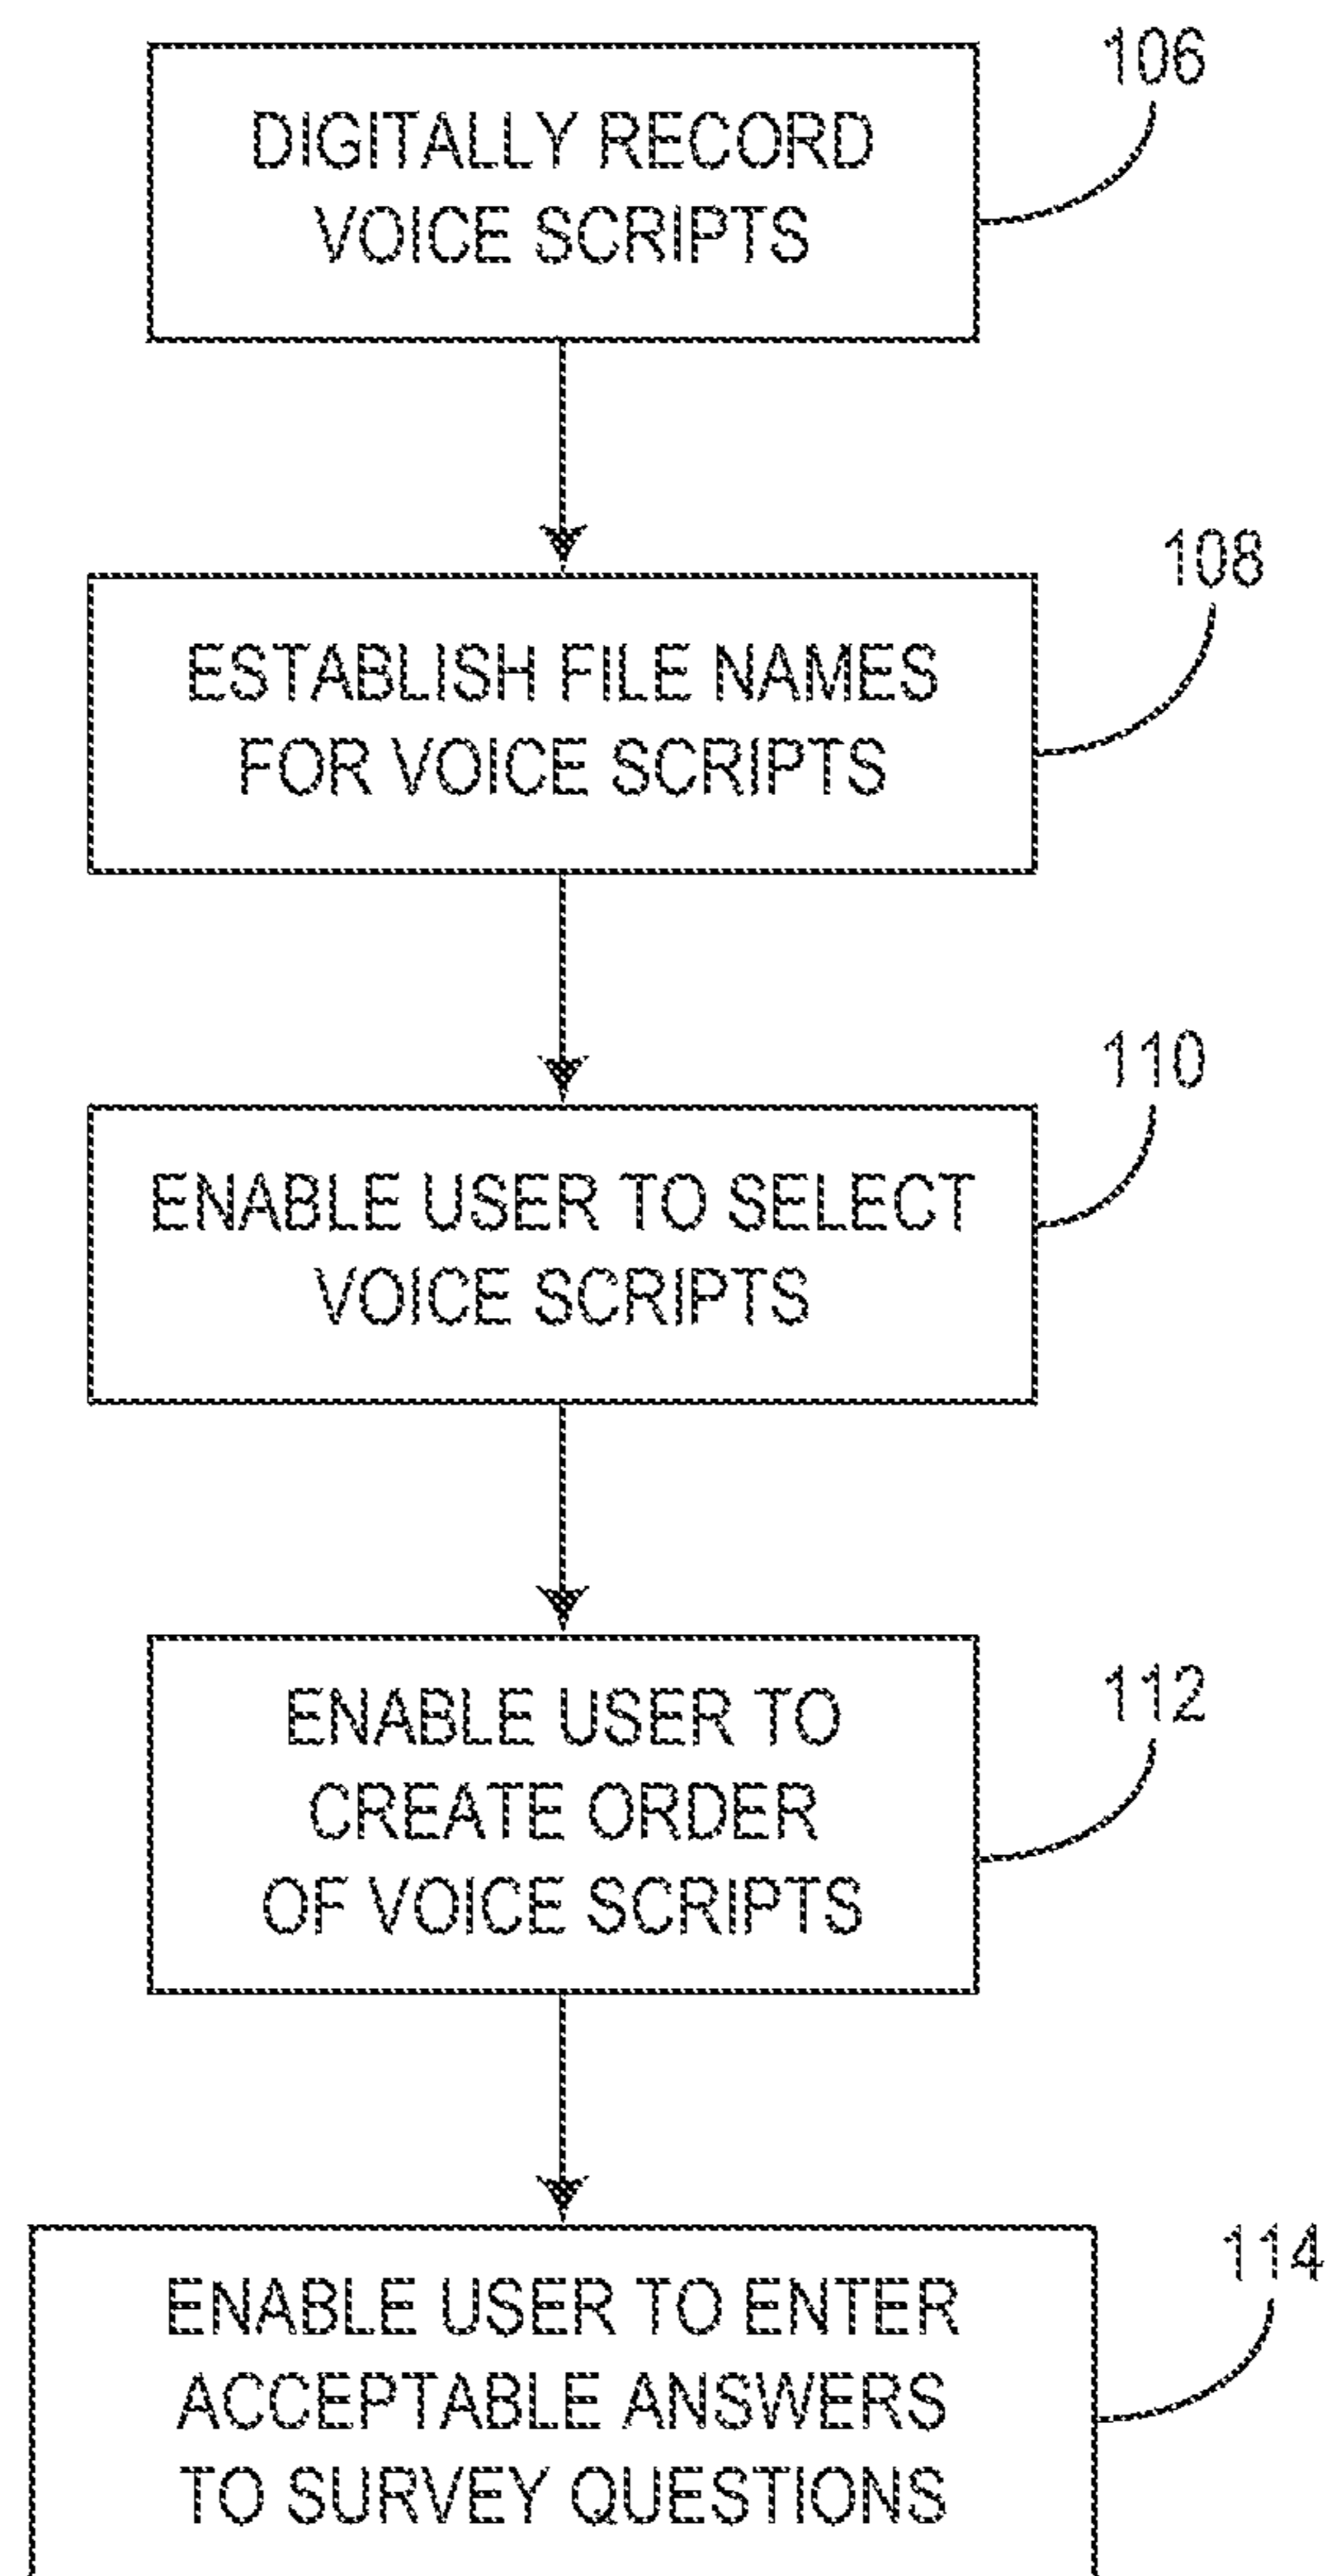 106
DIGITALLY RECORD
VOICE SCRIPTS
108
ESTABLISH FILE NAMES
FOR VOICE SCRIPTS
110
ENABLE USER TO SELECT
VOICE SCRIPTS
112
ENABLE USER TO
CREATE ORDER
OF VOICE SCRIPTS
114
ENABLE USER TO ENTER
ACCEPTABLE ANSWERS
TO SURVEY QUESTIONS